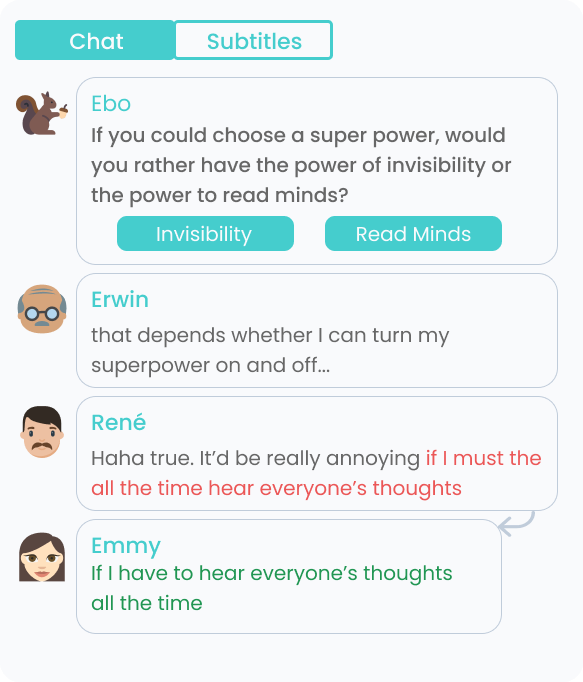 Chat
Subtitles
Ebo
If you could choose a super power, would
you rather have the power of invisibility or
the power to read minds?
Invisibility
Read Minds
Erwin
that depends whether I can turn my
superpower on and off...
René
Haha true. It’d be really annoying if I must the
all the time hear everyone’s thoughts
Emmy
If I have to hear everyone’s thoughts
all the time